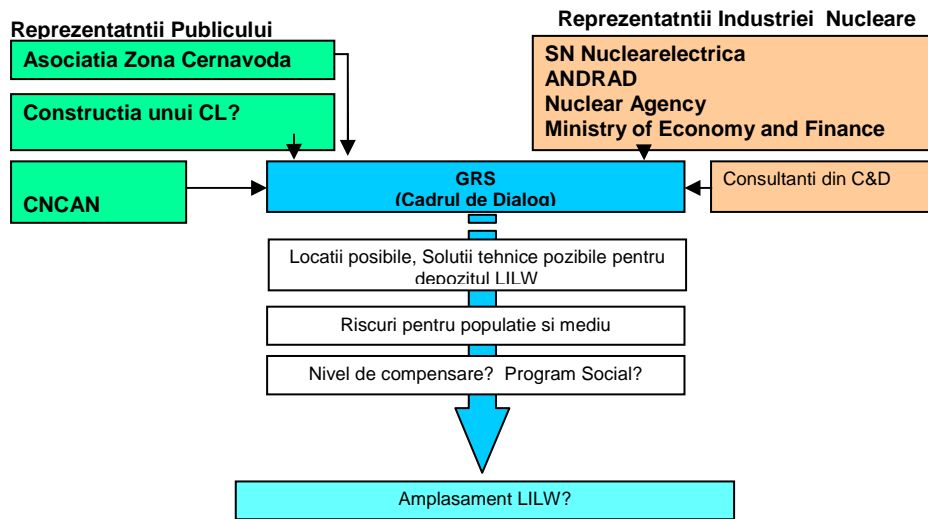 Reprezentatntii Publicului
Asociatia Zona Cernavoda
Constructia unui CL?
CNCAN
Reprezentatntii Industriei Nucleare
SN Nuclearelectrica
ANDRAD
Nuclear Agency
Ministry of Economy and Finance
Consultanti din C&D
GRS
(Cadrul de Dialog)
Locatii posibile, Solutii tehnice pozibile pentru
depozitul LILW
Riscuri pentru populatie si mediu
Nivel de compensare? Program Social?
Amplasament LILW?